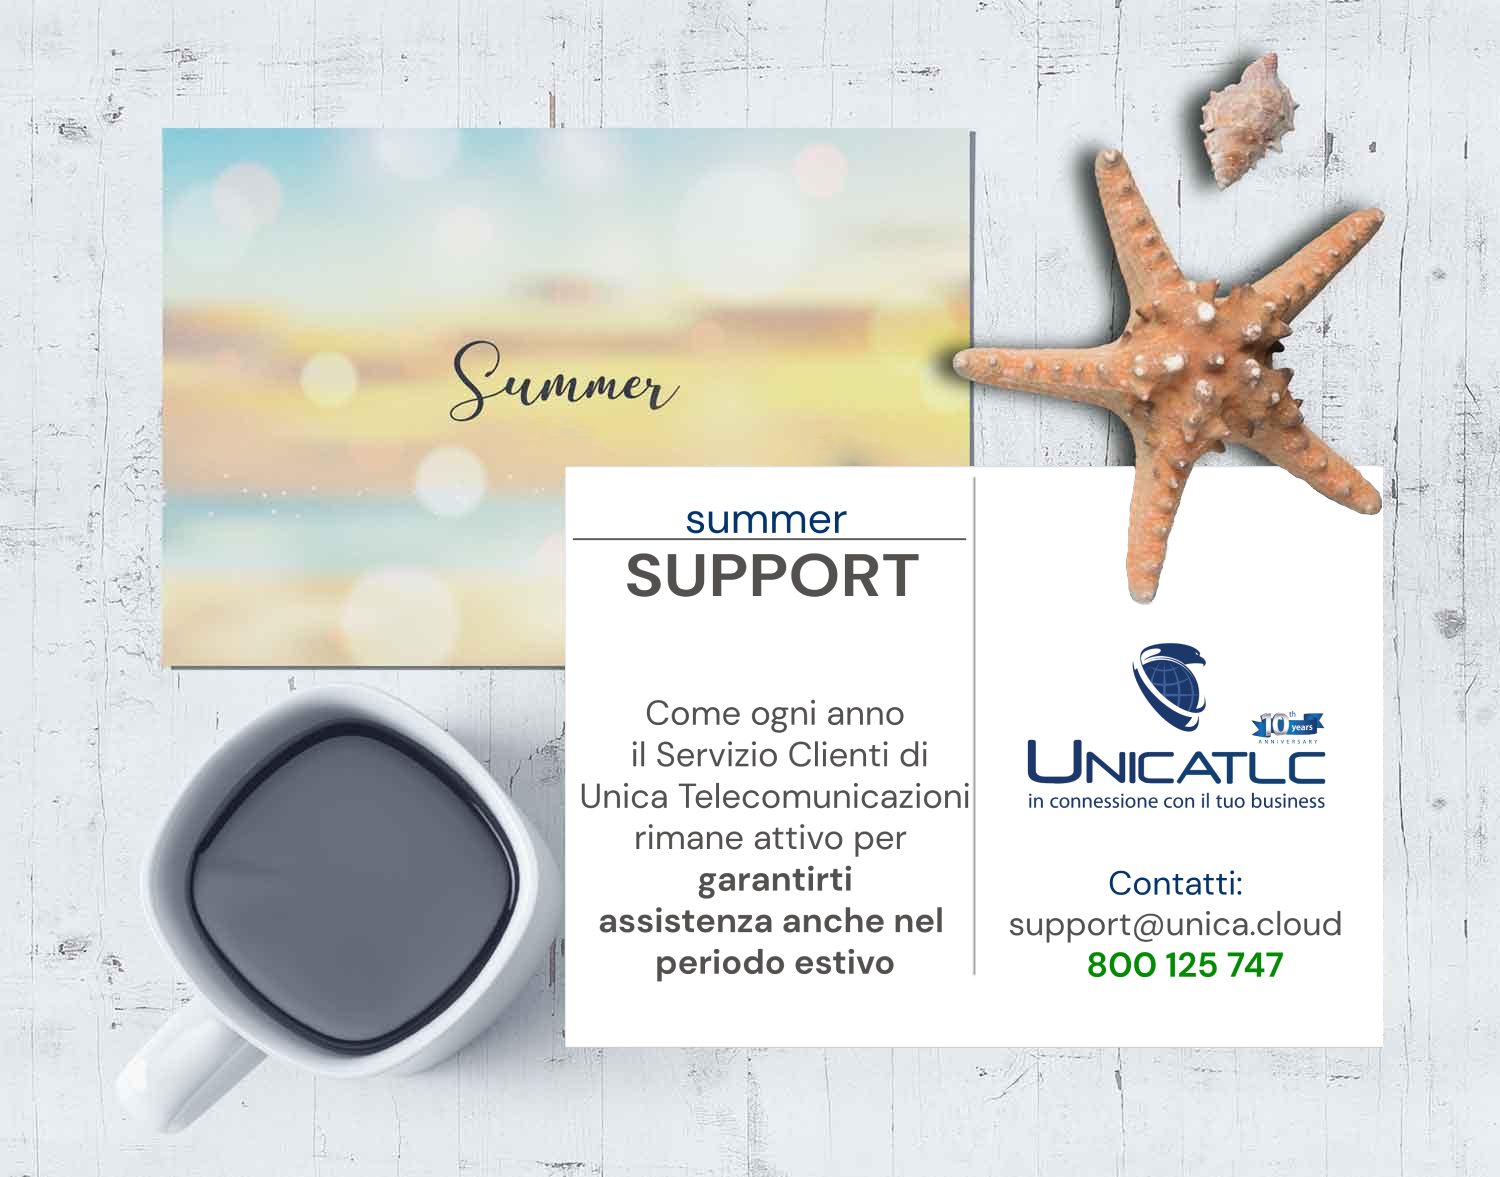 Summer
summer
SUPPORT
Come ogni anno
il Servizio Clienti di
Unica Telecomunicazioni
rimane attivo per
garantirti
assistenza anche nel
periodo estivo
10th years
ANNIVERSARY
UNICATLC
in connessione con il tuo business
Contatti:
support@unica.cloud
800 125 747